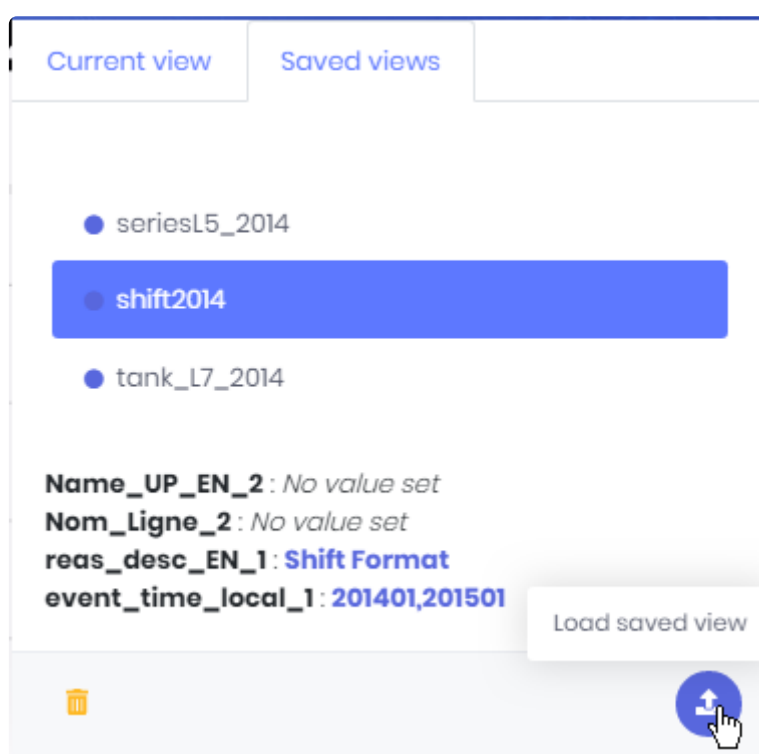 Current view Saved views
seriesL5_2014
shift2014
tank_L7_2014
Name_UP_EN_2 : No value set
Nom_Ligne_2 : No value set
reas_desc_EN_1 : Shift Format
event_time_local_1 : 201401,201501
Load saved view